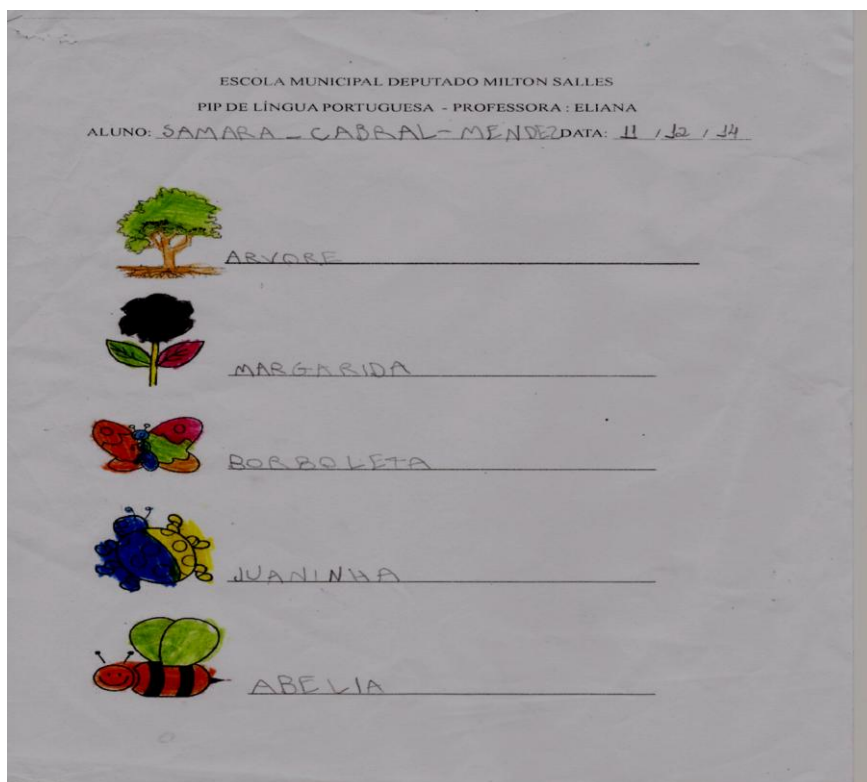 ESCOLA MUNICIPAL DEPUTADO MILTON SALLES
PIP DE LÍNGUA PORTUGUESA - PROFESSORA : ELIANA
ALUNO: SAMARA - CABRAL - MENDEZ DATA: 11 / 12 / 14
ARVORE
MARGARIDA
BORBOLETA
JUANINHA
ABELIA